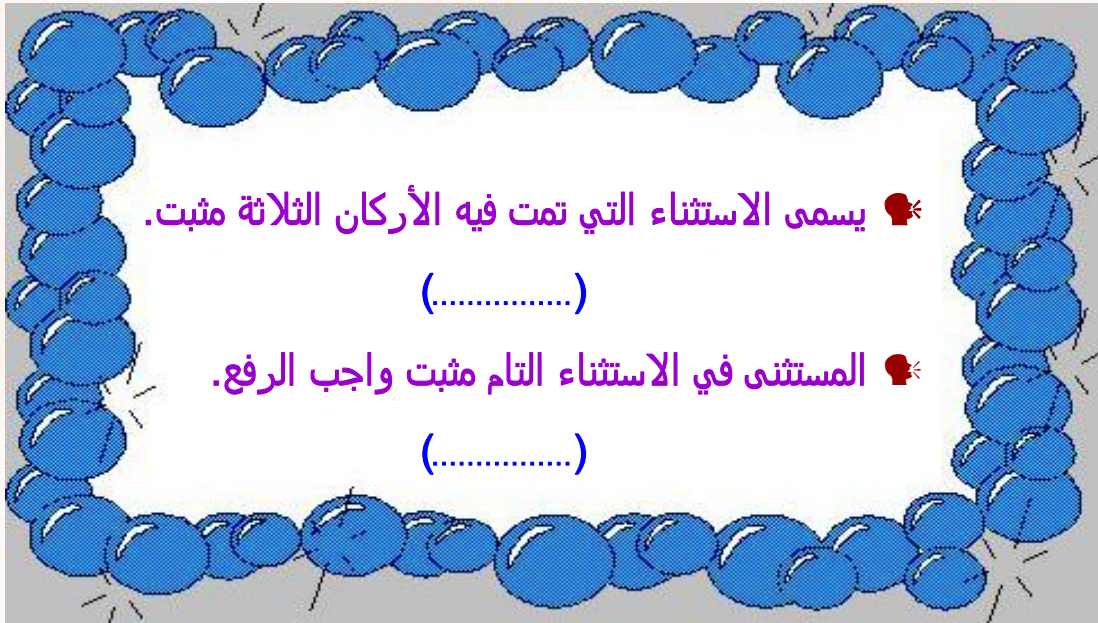 يسمى الاستثناء التي تمت فيه الأركان الثلاثة مثبت.
(................)
المستثنى في الاستثناء التام مثبت واجب الرفع.
(................)